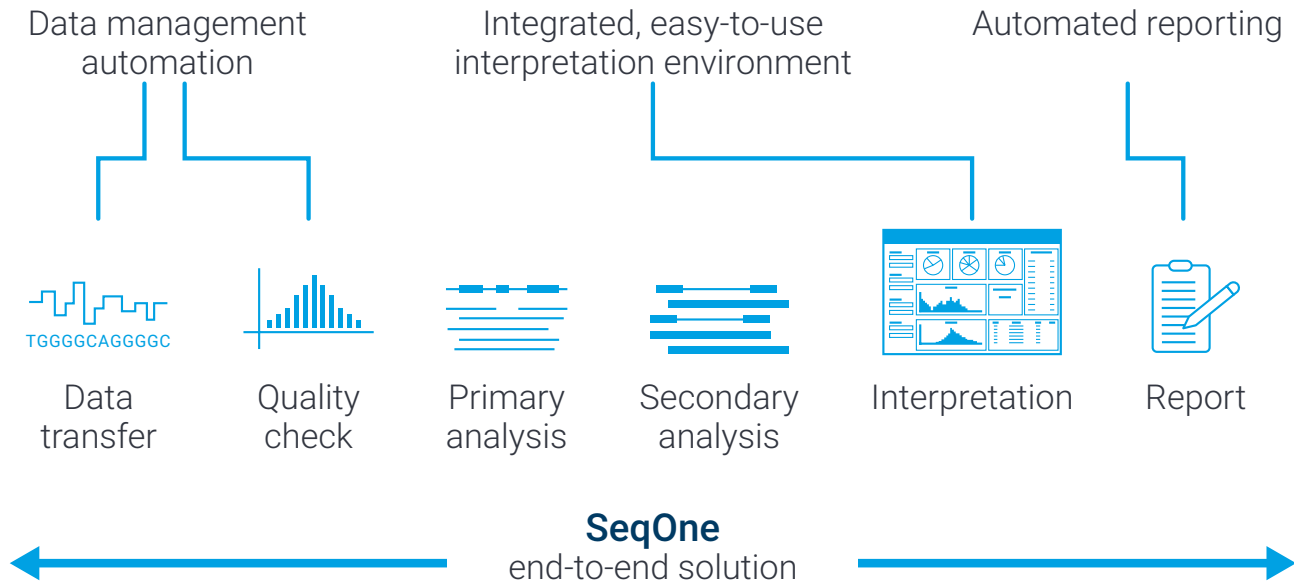 Data management
automation
Integrated, easy-to-use
interpretation environment
Automated reporting
TGGGGCAGGGGC
Data
transfer
Quality
check
Primary
analysis
Secondary
analysis
Interpretation
Report
SeqOne
end-to-end solution